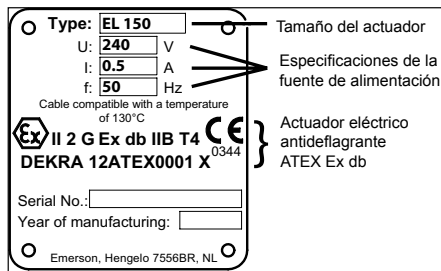 Type: EL 150
U: 240 V
I: 0.5 A
f: 50 Hz
Cable compatible with a temperature
of 130°C
Ex II 2 G Ex db IIB T4 CE
0344
DEKRA 12ATEX0001 X
Serial No.:
Year of manufacturing:
Emerson, Hengelo 7556BR, NL
Tamaño del actuador
Especificaciones de la
fuente de alimentación
Actuador eléctrico
antideflagrante
ATEX Ex db